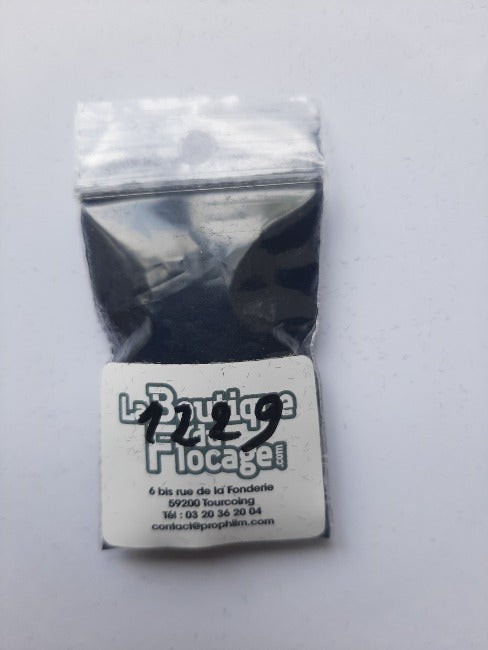 La Boutique
du
Flocage.com
1229
6 bis rue de la Fonderie
59200 Tourcoing
Tél : 03 20 36 20 04
contact@prophilm.com